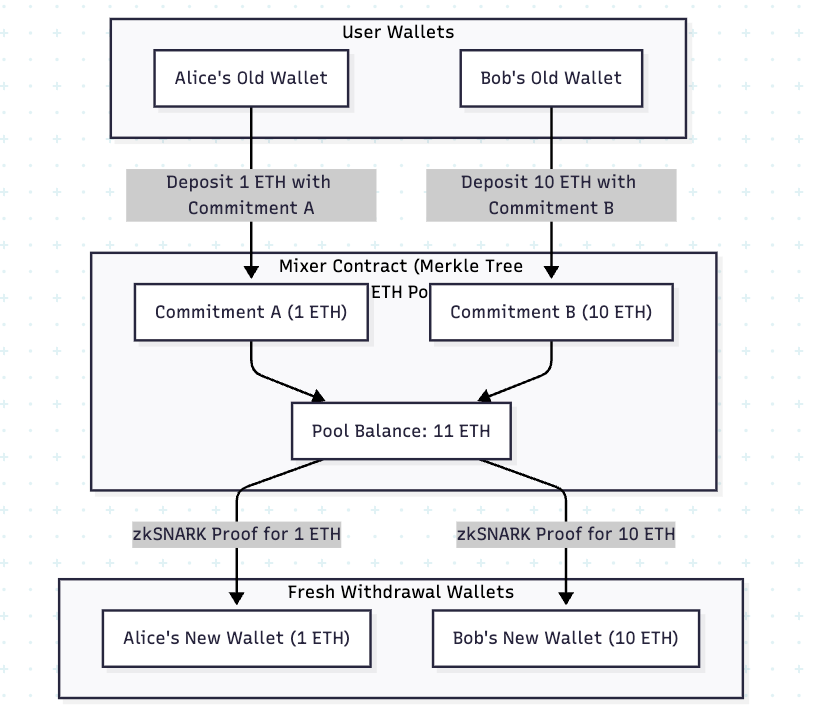 User Wallets
Alice's Old Wallet
Bob's Old Wallet
Deposit 1 ETH with
Commitment A
Deposit 10 ETH with
Commitment B
Mixer Contract (Merkle Tree
ETH Po
Commitment A (1 ETH)
Commitment B (10 ETH)
Pool Balance: 11 ETH
zkSNARK Proof for 1 ETH
zkSNARK Proof for 10 ETH
Fresh Withdrawal Wallets
Alice's New Wallet (1 ETH)
Bob's New Wallet (10 ETH)